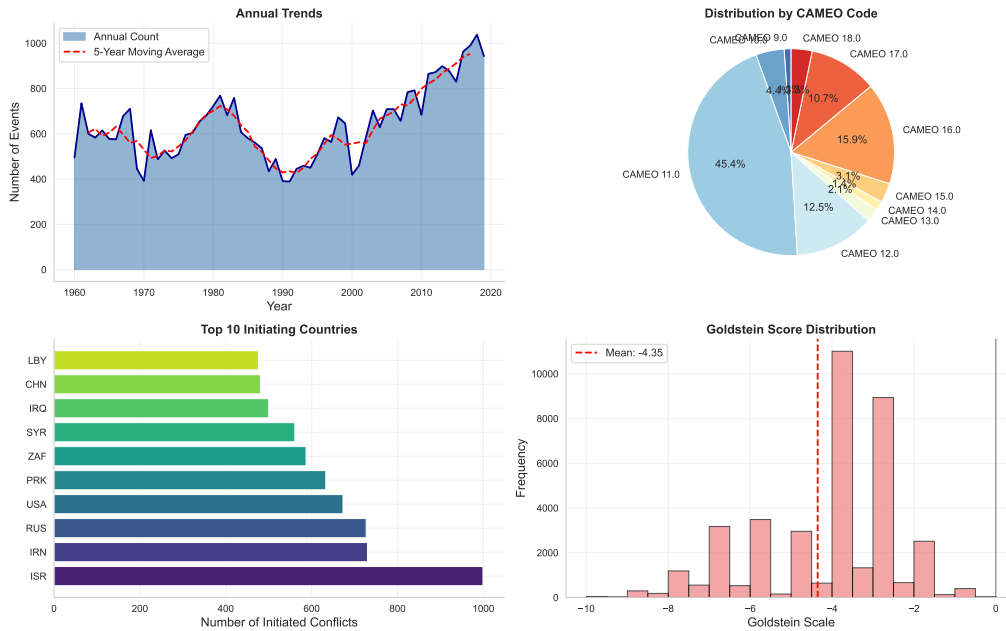 Annual Trends
Annual Count
5-Year Moving Average
Number of Events
1000
800
600
400
200
0
1960
1970
1980
1990
2000
2010
2020
Year
Distribution by CAMEO Code
CAMEO 9.0
CAMEO 10.0
CAMEO 18.0
CAMEO 17.0
CAMEO 16.0
CAMEO 15.0
CAMEO 14.0
CAMEO 13.0
CAMEO 12.0
CAMEO 11.0
10.7%
15.9%
3.1%
1.4%
2.1%
12.5%
45.4%
Top 10 Initiating Countries
LBY
CHN
IRQ
SYR
ZAF
PRK
USA
RUS
IRN
ISR
0
200
400
600
800
1000
Number of Initiated Conflicts
Goldstein Score Distribution
Mean: -4.35
Frequency
10000
8000
6000
4000
2000
0
−10
−8
−6
−4
−2
0
Goldstein Scale